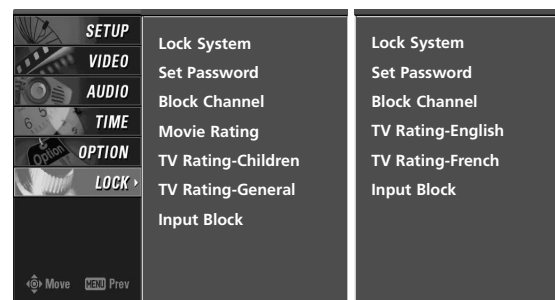 SETUP
VIDEO
AUDIO
TIME
OPTION
LOCK
Move MENU Prev
Lock System
Set Password
Block Channel
Movie Rating
TV Rating-Children
TV Rating-General
Input Block
Lock System
Set Password
Block Channel
TV Rating-English
TV Rating-French
Input Block